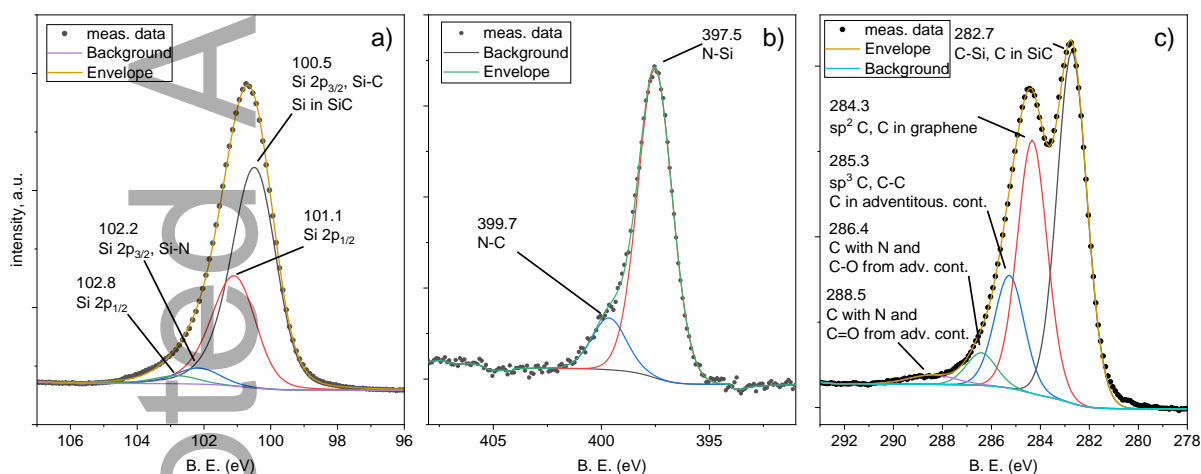 meas. data
Background
Envelope
a)
100.5
Si 2p3/2, Si-C
Si in SiC
101.1
Si 2p1/2
102.2
Si 2p3/2, Si-N
102.8
Si 2p1/2
intensity, a.u.
106 104 102 100 98 96
B. E. (eV)
meas. data
Background
Envelope
b)
397.5
N-Si
399.7
N-C
405 400 395
B. E. (eV)
meas. data
Envelope
Background
c)
282.7
C-Si, C in SiC
284.3
sp2 C, C in graphene
285.3
sp3 C, C-C
C in adventitous. cont.
286.4
C with N and
C-O from adv. cont.
288.5
C with N and
C=O from adv. cont.
292 290 288 286 284 282 280 278
B. E. (eV)
ted A